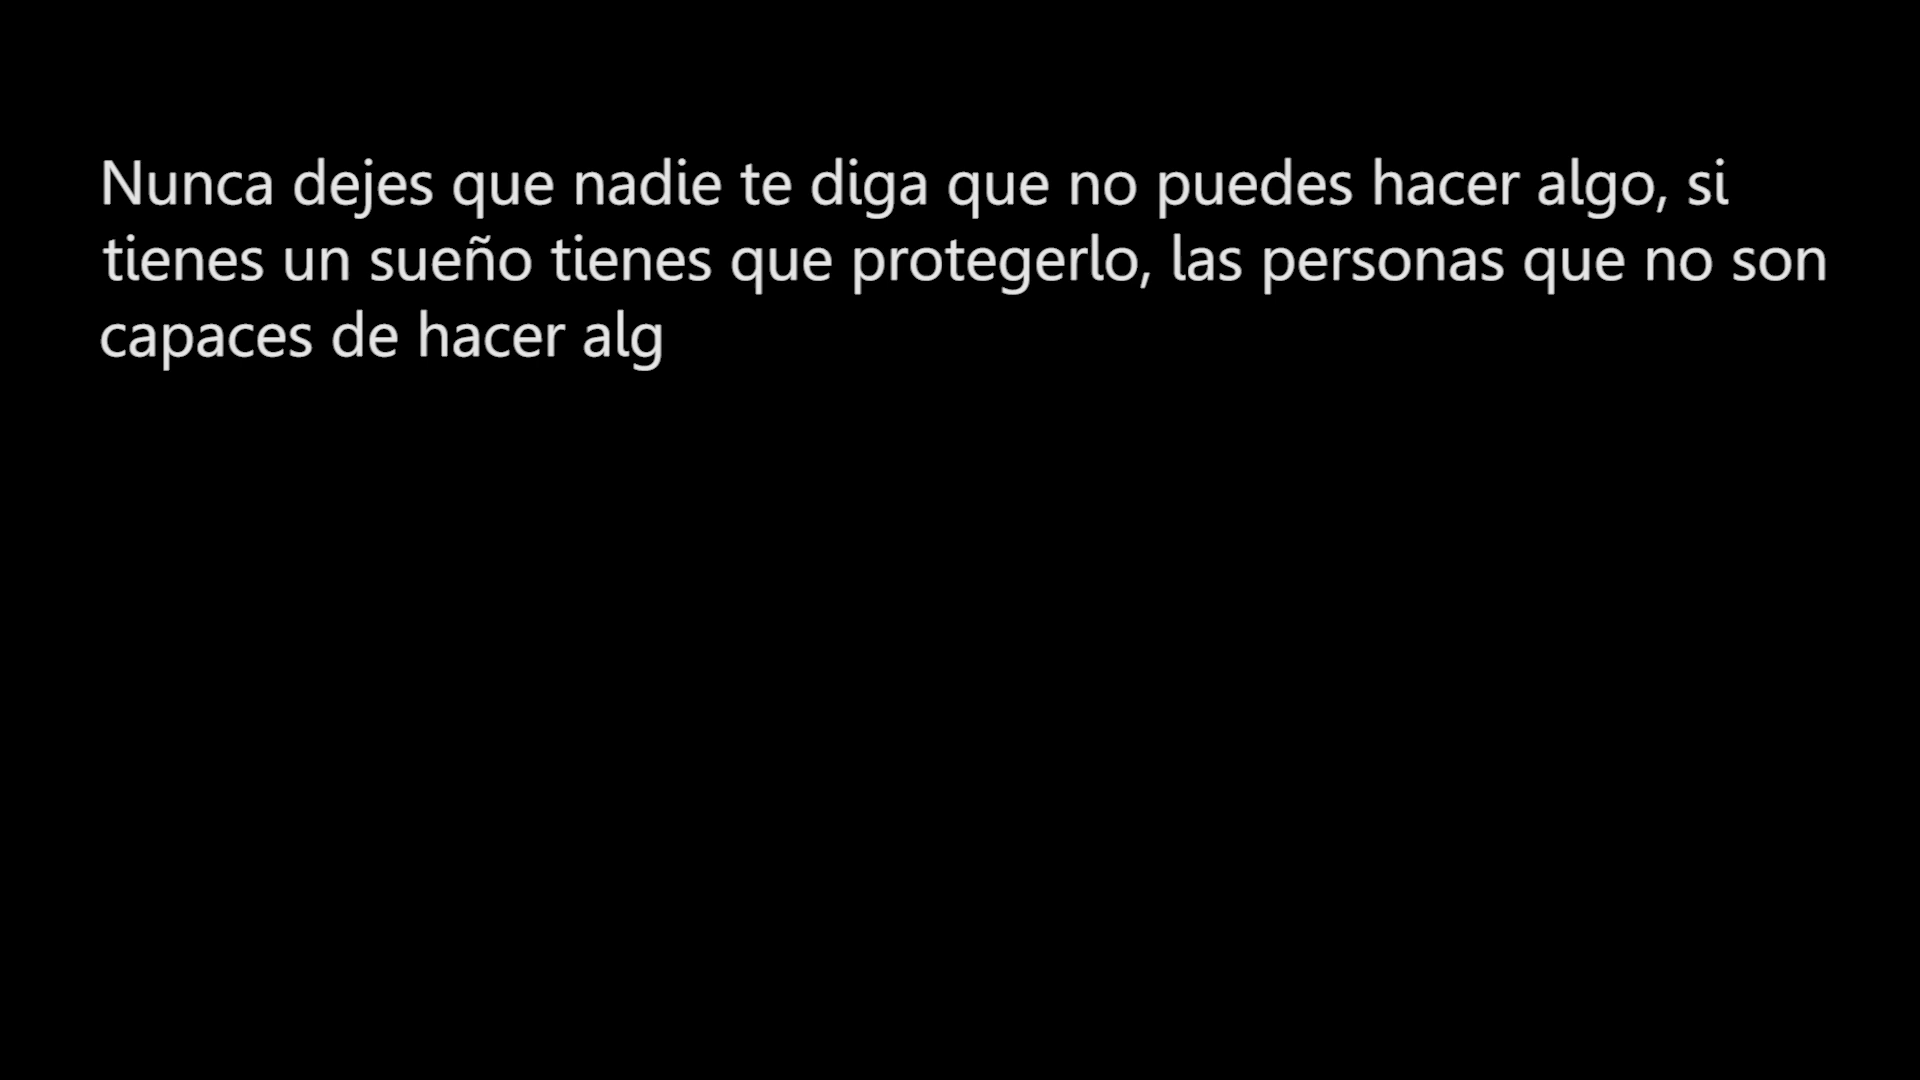 Nunca dejes que nadie te diga que no puedes hacer algo, si
tienes un sueño tienes que protegerlo, las personas que no son
capaces de hacer alg